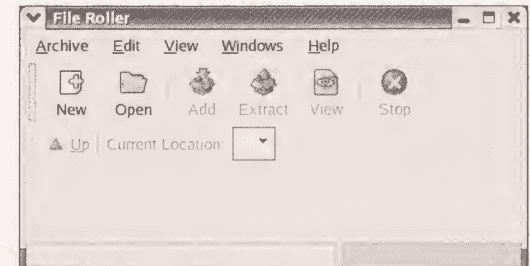 File Roller
Archive Edit View Windows Help
New Open Add Extract View Stop
Up Current Location